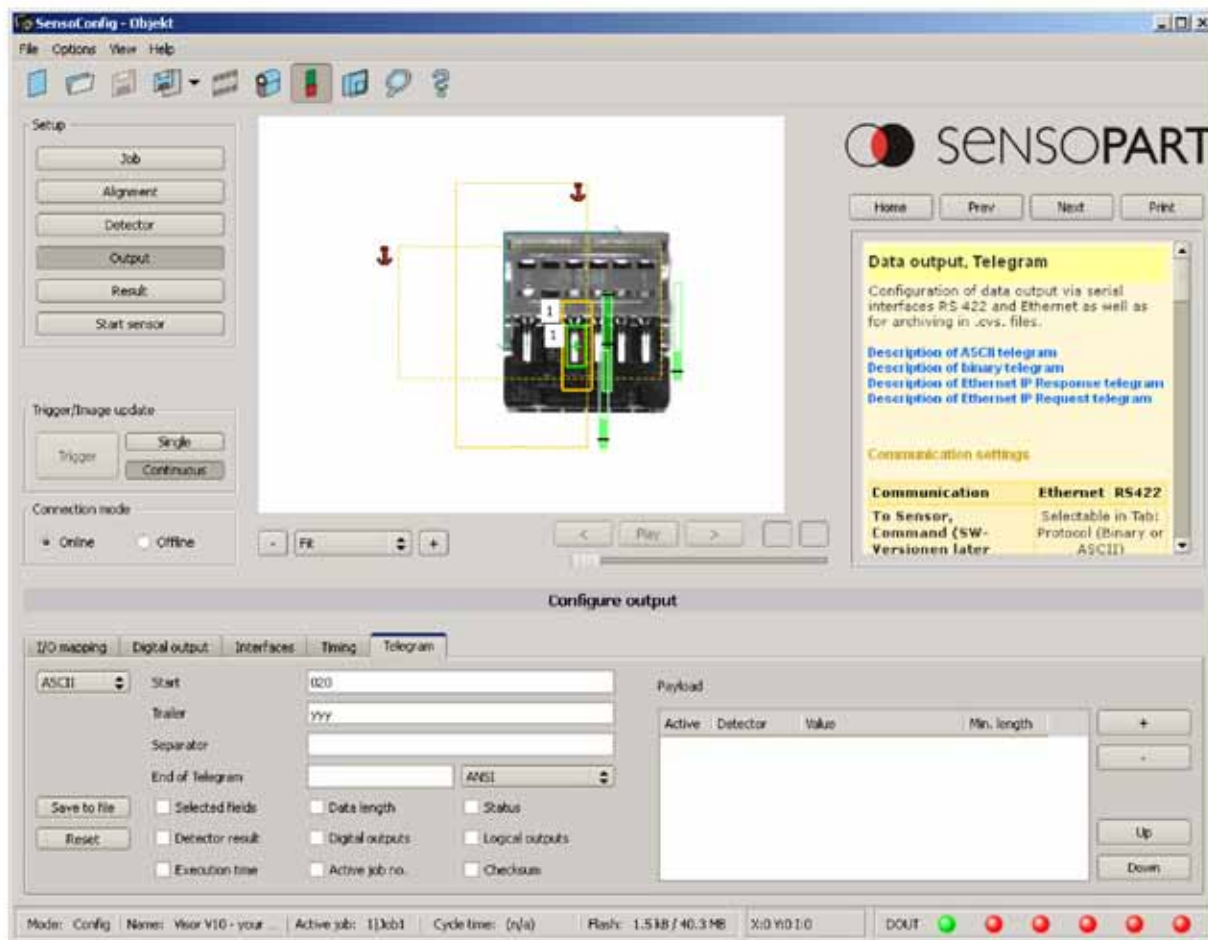 SensoConfig - Objekt
File Options View Help
Setup
Job
Alignment
Detector
Output
Result
Start sensor
Trigger/Image update
Trigger
Single
Continuous
Connection mode
Online Offline
1
1
- Fit +
< Play >
SENSOPART
Home Prev Next Print
Data output, Telegram
Configuration of data output via serial
interfaces RS 422 and Ethernet as well as
for archiving in .cvs. files.
Description of ASCII telegram
Description of binary telegram
Description of Ethernet IP Response telegram
Description of Ethernet IP Request telegram
Communication settings
Communication Ethernet RS422
To Sensor, Selectable in Tab:
Command (SW- Protocol (Binary or
Versionen later ASCII)
Configure output
I/O mapping Digital output Interfaces Timing Telegram
ASCII Start 020
Trailer yyy
Separator
End of Telegram ANSI
Save to file Selected fields Data length Status
Reset Detector result Digital outputs Logical outputs
Execution time Active job no. Checksum
Payload
Active Detector Value Min. length
+
-
Up
Down
Mode: Config Name: Visor V10 - your ... Active job: 1|Job1 Cycle time: (n/a) Flash: 1.5 kB / 40.3 MB X:0 Y:0 I:0 DOUT